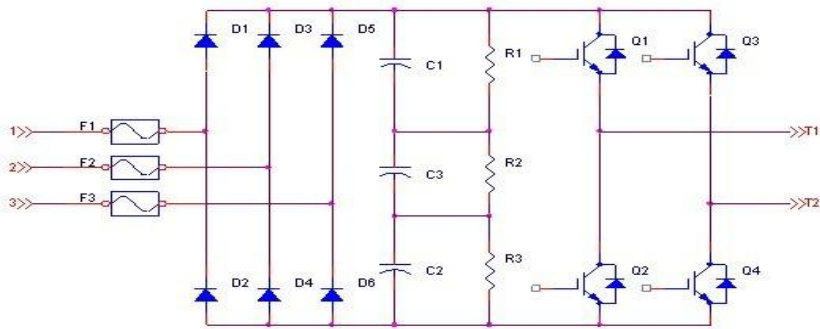 D1 D3 D5 C1 R1 Q1 Q3
1 F1 T1
2 F2 C3 R2
3 F3 T2
D2 D4 D6 C2 R3 Q2 Q4